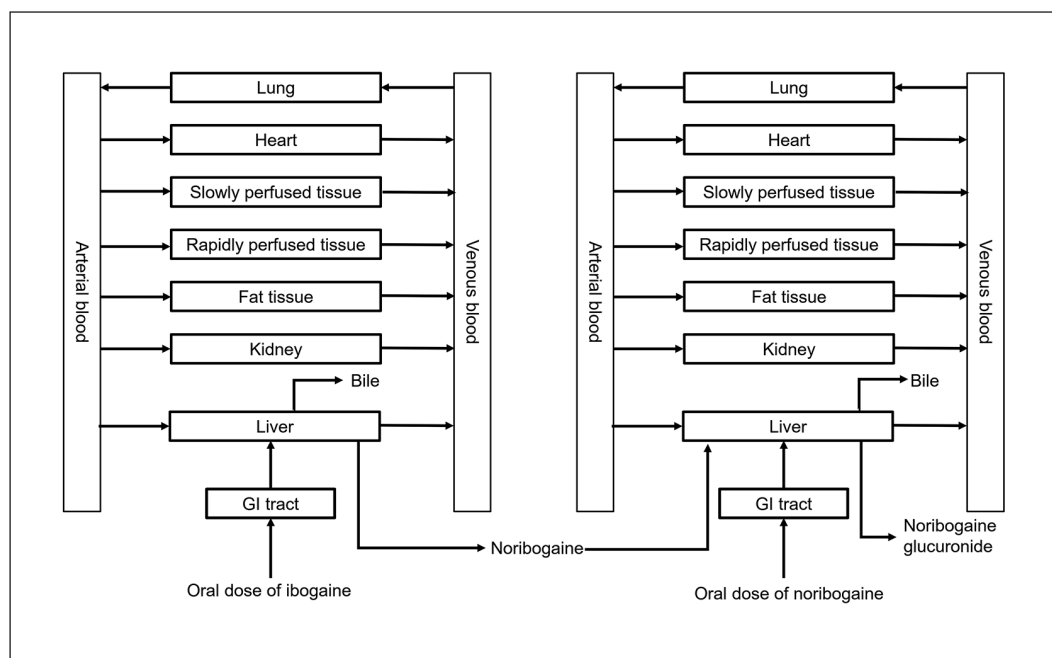 Lung
Heart
Slowly perfused tissue
Rapidly perfused tissue
Fat tissue
Kidney
Bile
Liver
GI tract
Oral dose of ibogaine
Arterial blood
Venous blood
Noribogaine
Lung
Heart
Slowly perfused tissue
Rapidly perfused tissue
Fat tissue
Kidney
Bile
Liver
GI tract
Oral dose of noribogaine
Arterial blood
Venous blood
Noribogaine
glucuronide